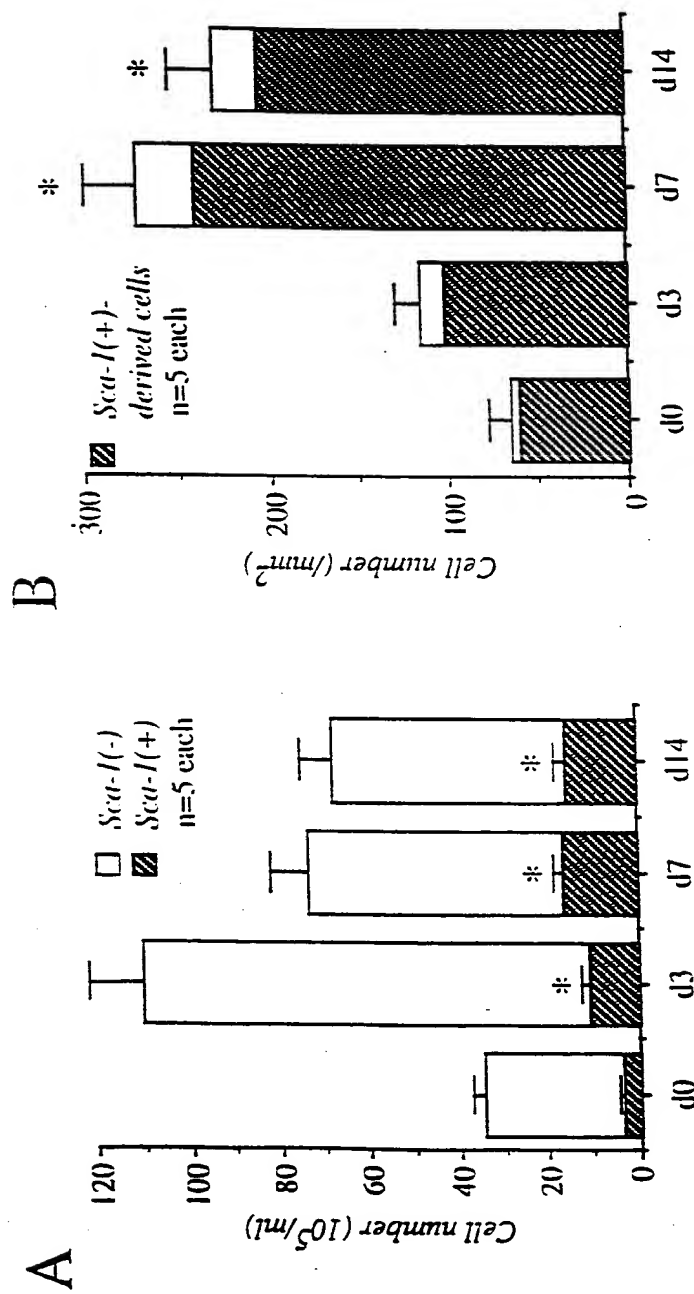 A
Cell number (10⁵/ml)
120
100
80
60
40
20
0
Sca-1(-)
Sca-1(+)
n=5 each
*
*
*
d0
d3
d7
d14
B
Cell number (/mm²)
300
200
100
0
Sca-1(+)-
derived cells
n=5 each
*
*
d0
d3
d7
d14